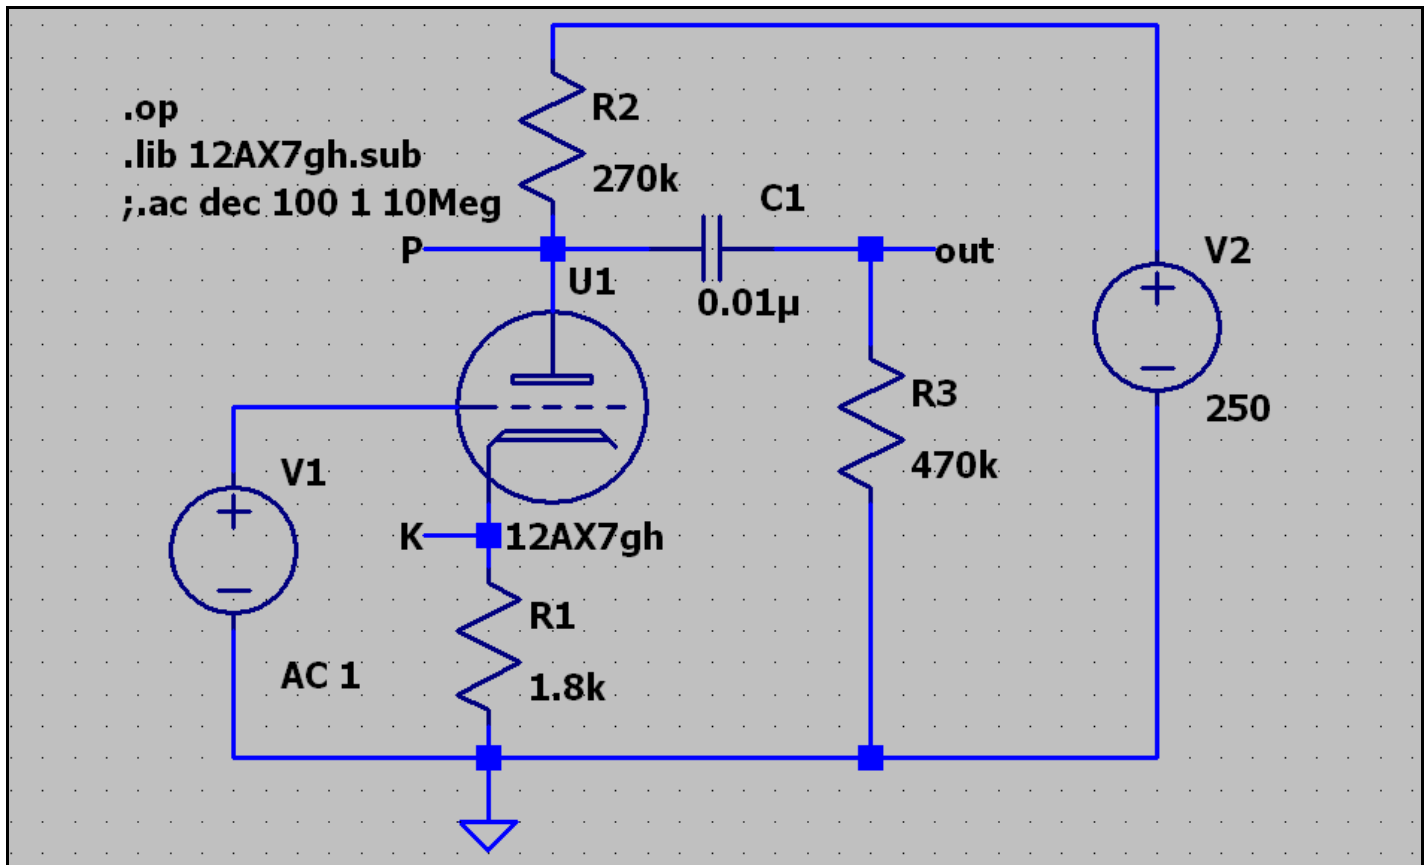 .op
.lib 12AX7gh.sub
;.ac dec 100 1 10Meg
R2
270k
C1
P
out
V2
U1
0.01µ
R3
250
470k
V1
K
12AX7gh
R1
AC 1
1.8k